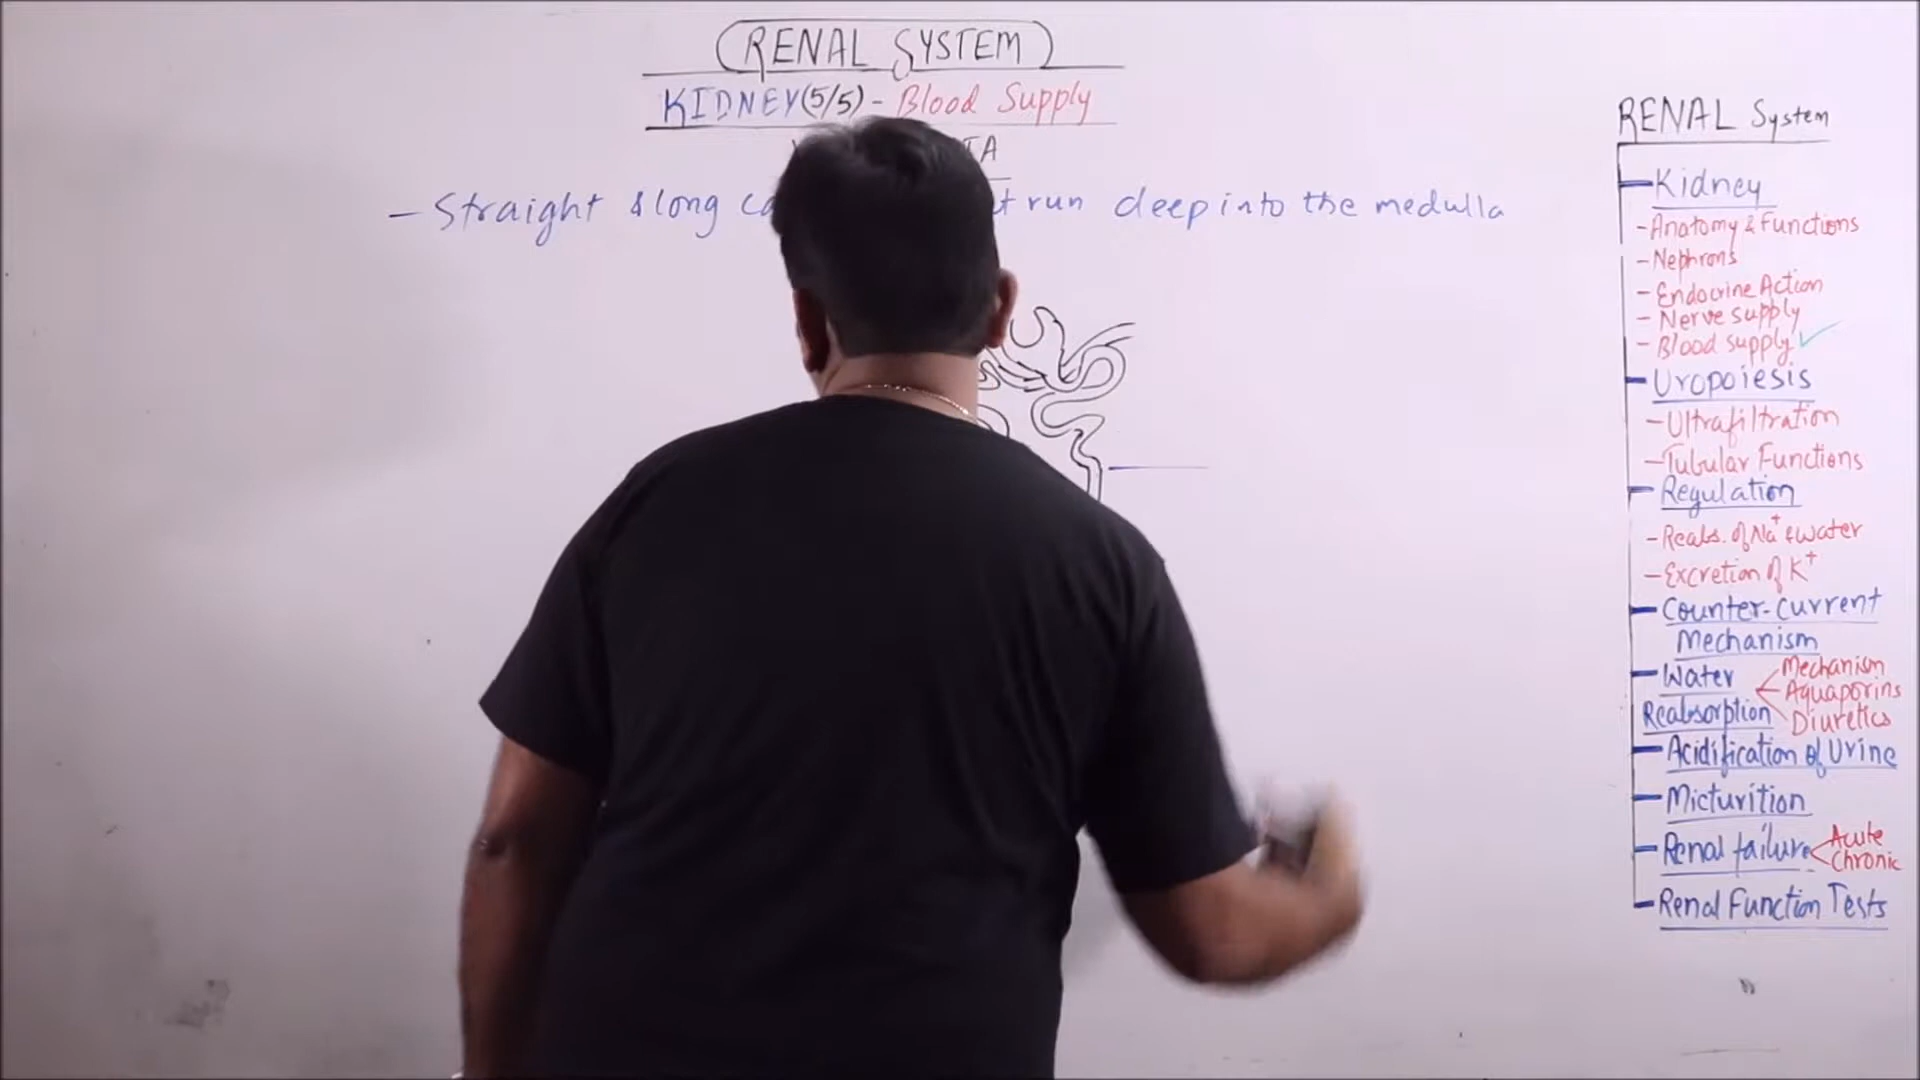 RENAL SYSTEM
KIDNEY(5/5) - Blood Supply
- Straight & long run deep into the medulla
RENAL System
Kidney
- Anatomy & Functions
- Nephrons
- Endocrine Action
- Nerve supply
- Blood supply ✓
Uropoiesis
- Ultrafiltration
- Tubular Functions
Regulation
- Reabs. of Na+ & water
- Excretion of K+
Counter-current
Mechanism
Water
Reabsorption
Mechanism
Aquaporins
Diuretics
Acidification of Urine
Micturition
Renal failure
Acute
Chronic
Renal Function Tests